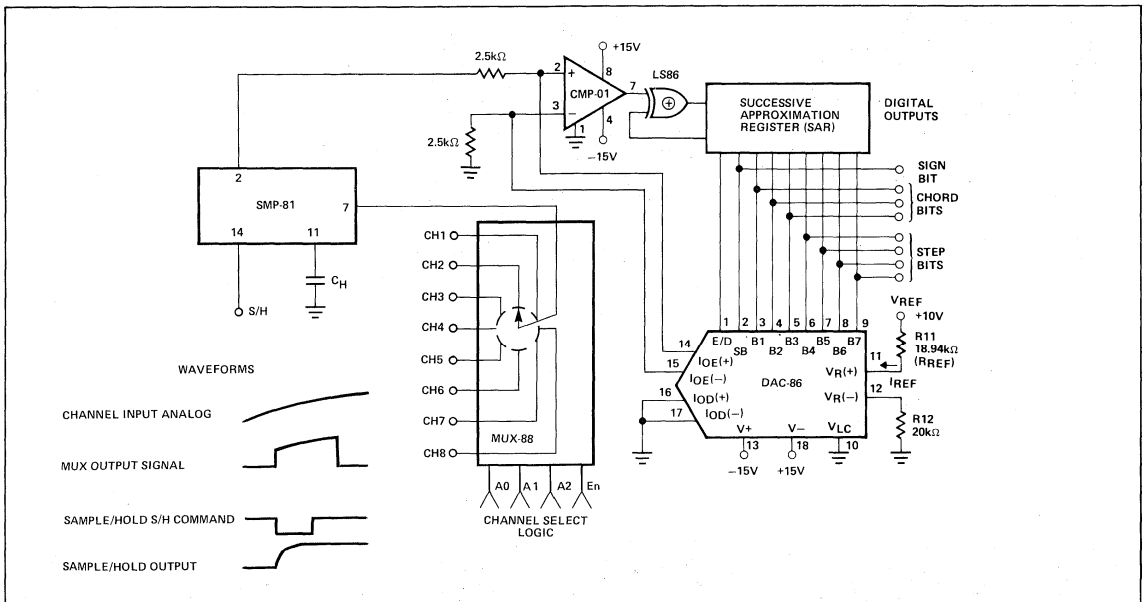 +15V
2.5kΩ
2
+
8
CMP-01
7
LS86
3
−
1
4
−15V
2.5kΩ
SUCCESSIVE
APPROXIMATION
REGISTER (SAR)
DIGITAL
OUTPUTS
SIGN
BIT
CHORD
BITS
STEP
BITS
2
SMP-81
7
14
11
CH
S/H
CH1
CH2
CH3
CH4
CH5
CH6
CH7
CH8
MUX-88
A0 A1 A2 En
CHANNEL SELECT
LOGIC
VREF
+10V
R11
18.94kΩ
(RREF)
1 2 3 4 5 6 7 8 9
E/D SB B1 B2 B3 B4 B5 B6 B7
14 IOE(+)
15 IOE(−)
16 IOD(+)
17 IOD(−)
DAC-86
VR(+) 11
IREF
VR(−) 12
R12
20kΩ
V+ V− VLC
13 18 10
−15V +15V
WAVEFORMS
CHANNEL INPUT ANALOG
MUX OUTPUT SIGNAL
SAMPLE/HOLD S/H COMMAND
SAMPLE/HOLD OUTPUT